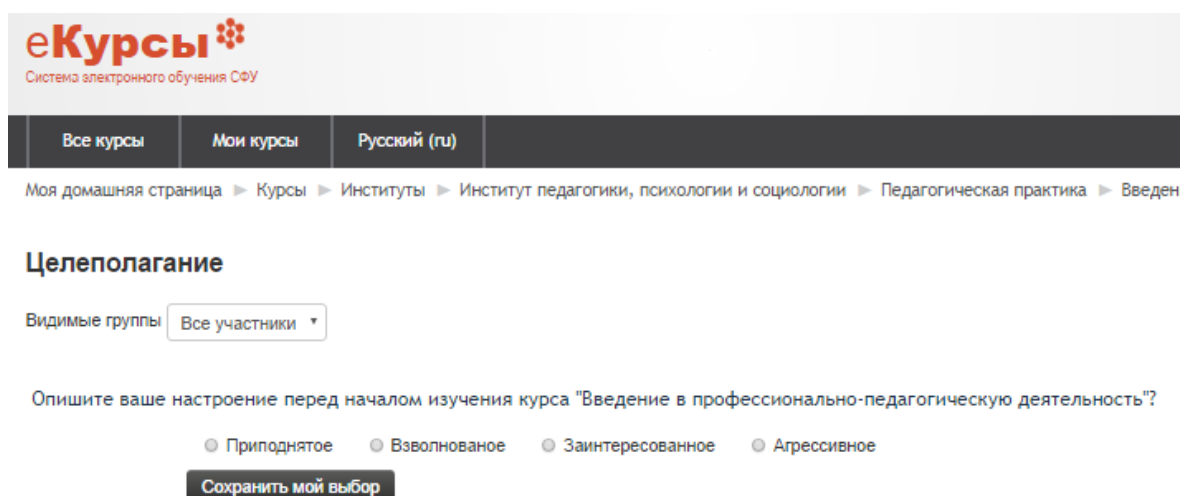 еКурсы
Система электронного обучения СФУ
Все курсы Мои курсы Русский (ru)
Моя домашняя страница ► Курсы ► Институты ► Институт педагогики, психологии и социологии ► Педагогическая практика ► Введен
Целеполагание
Видимые группы Все участники
Опишите ваше настроение перед началом изучения курса "Введение в профессионально-педагогическую деятельность"?
Приподнятое Взволнованое Заинтересованное Агрессивное
Сохранить мой выбор